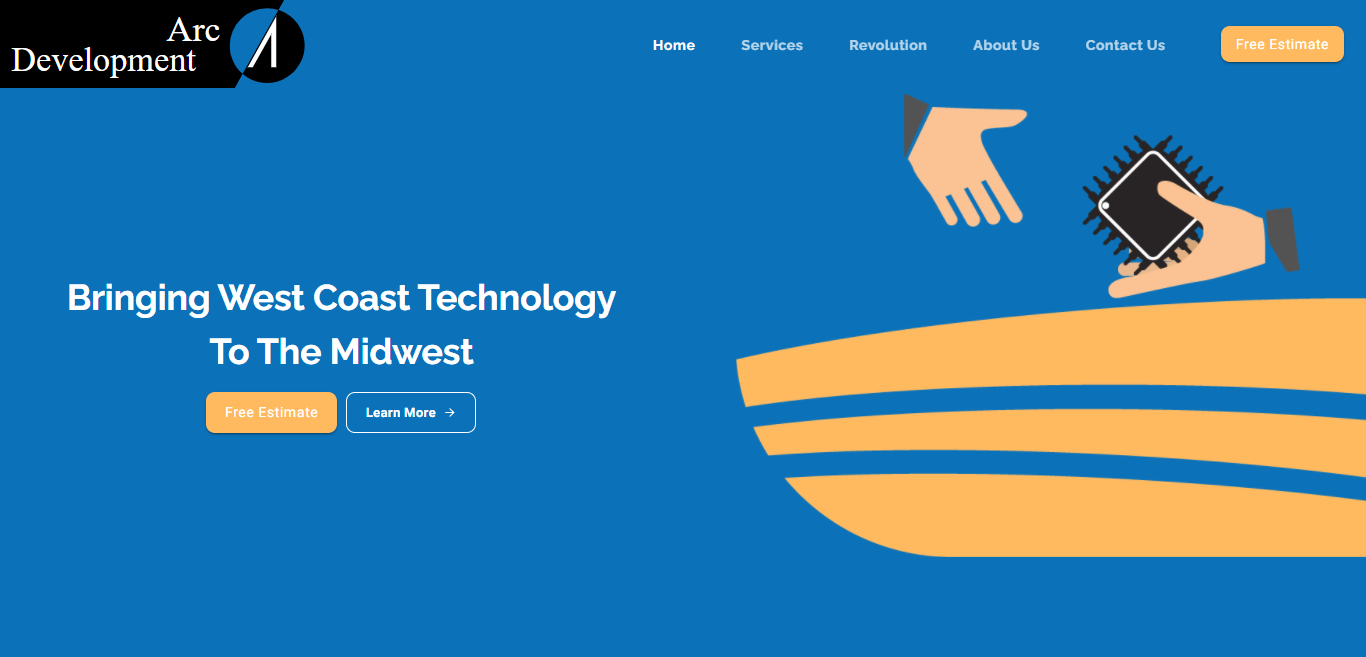 Arc
Development
Home
Services
Revolution
About Us
Contact Us
Free Estimate
Bringing West Coast Technology
To The Midwest
Free Estimate
Learn More →